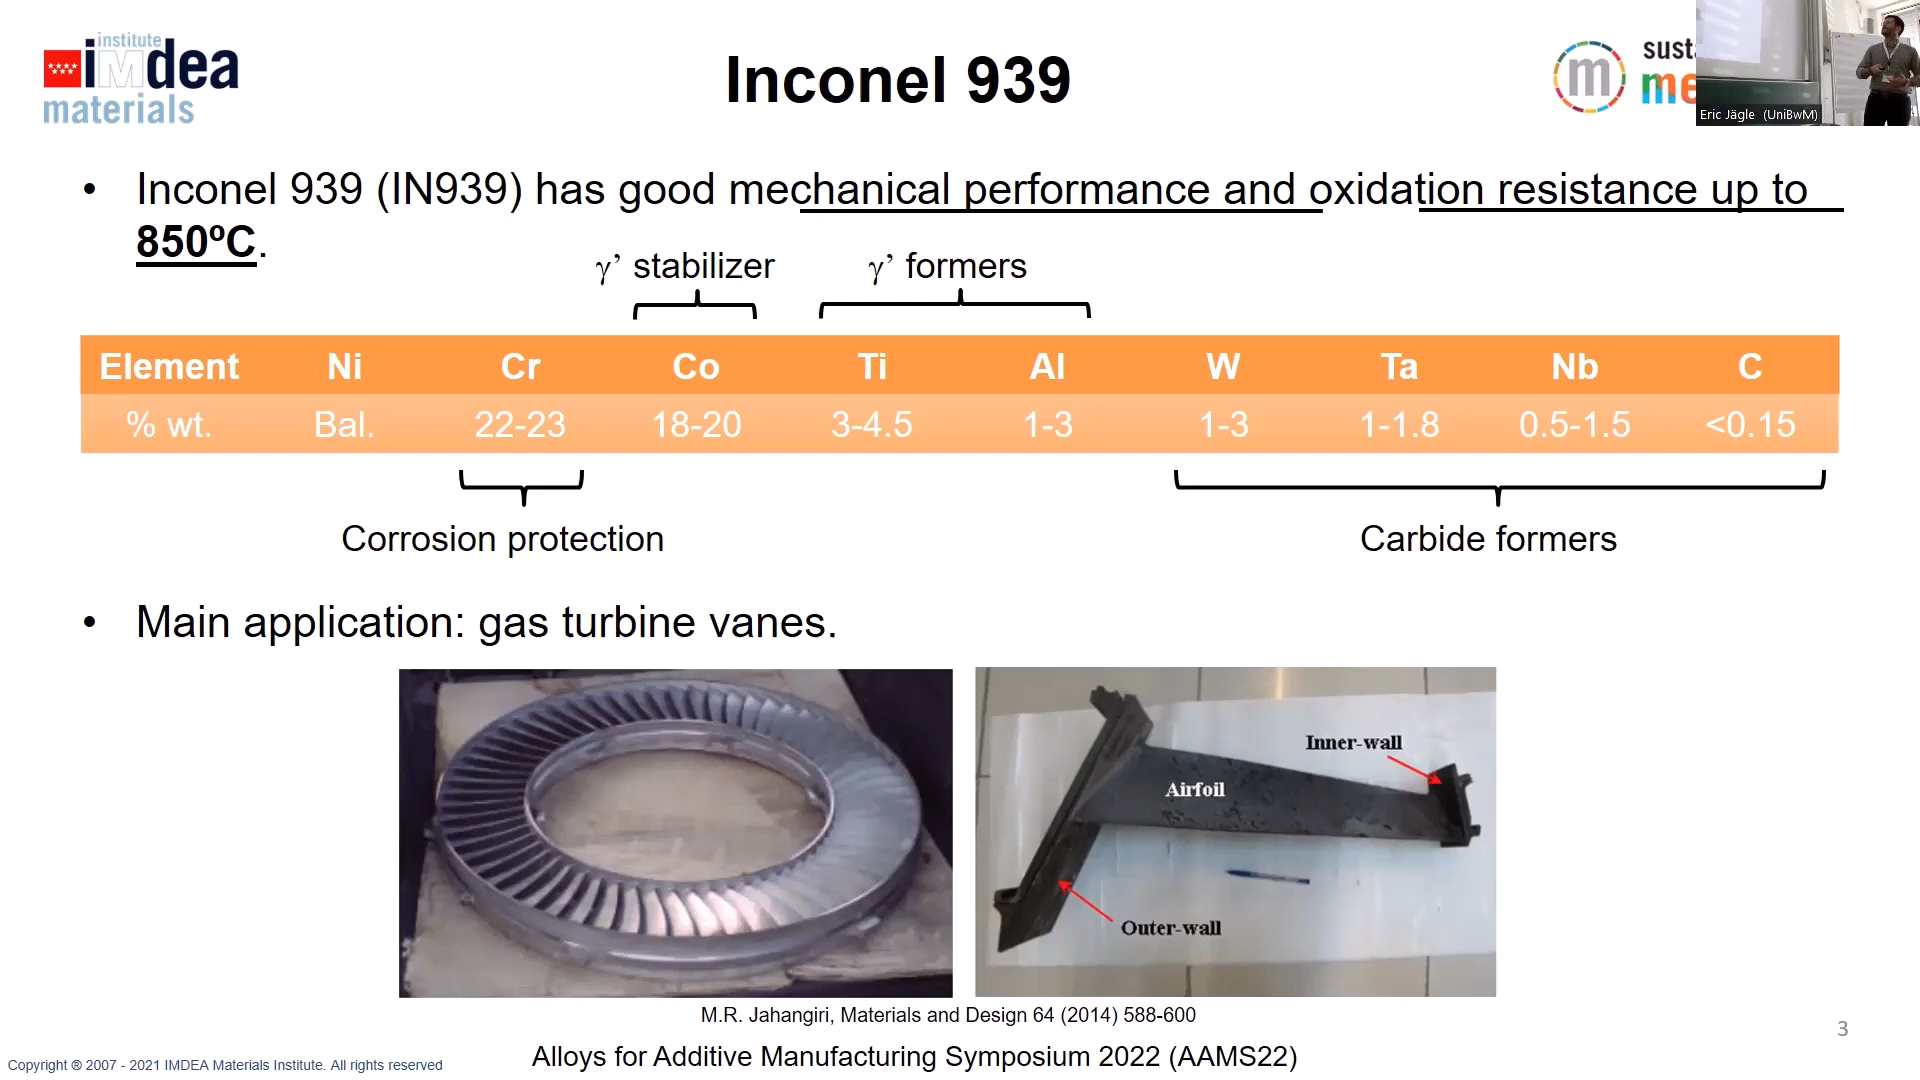 institute
iMdea
materials
Inconel 939
sust
me
Eric Jägle (UniBwM)
• Inconel 939 (IN939) has good mechanical performance and oxidation resistance up to
850ºC.
γ’ stabilizer γ’ formers
Element Ni Cr Co Ti Al W Ta Nb C
% wt. Bal. 22-23 18-20 3-4.5 1-3 1-3 1-1.8 0.5-1.5 <0.15
Corrosion protection Carbide formers
• Main application: gas turbine vanes.
Inner-wall
Airfoil
Outer-wall
M.R. Jahangiri, Materials and Design 64 (2014) 588-600
3
Alloys for Additive Manufacturing Symposium 2022 (AAMS22)
Copyright ® 2007 - 2021 IMDEA Materials Institute. All rights reserved